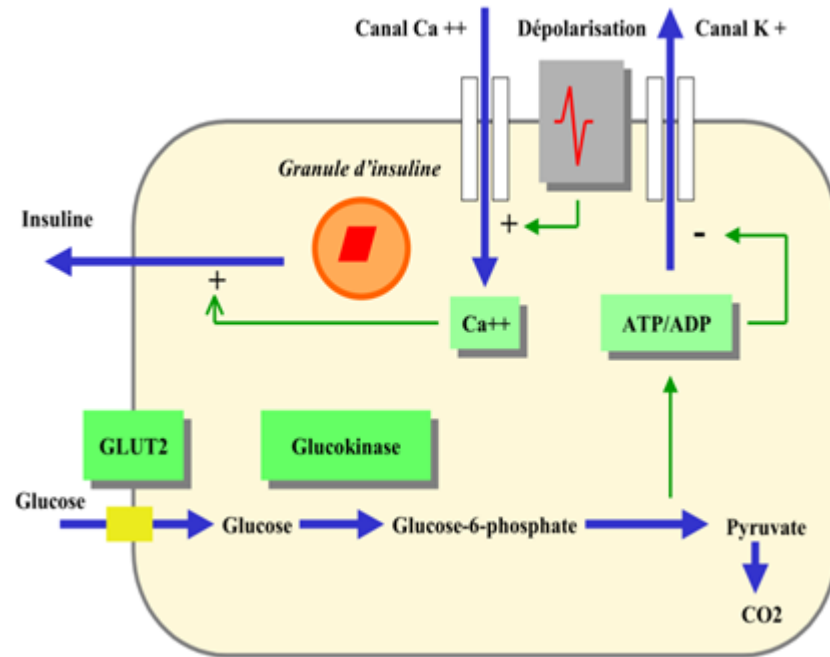 Canal Ca ++
Dépolarisation
Canal K +
Granule d'insuline
Insuline
+
-
+
Ca++
ATP/ADP
GLUT2
Glucokinase
Glucose
Glucose
Glucose-6-phosphate
Pyruvate
CO2